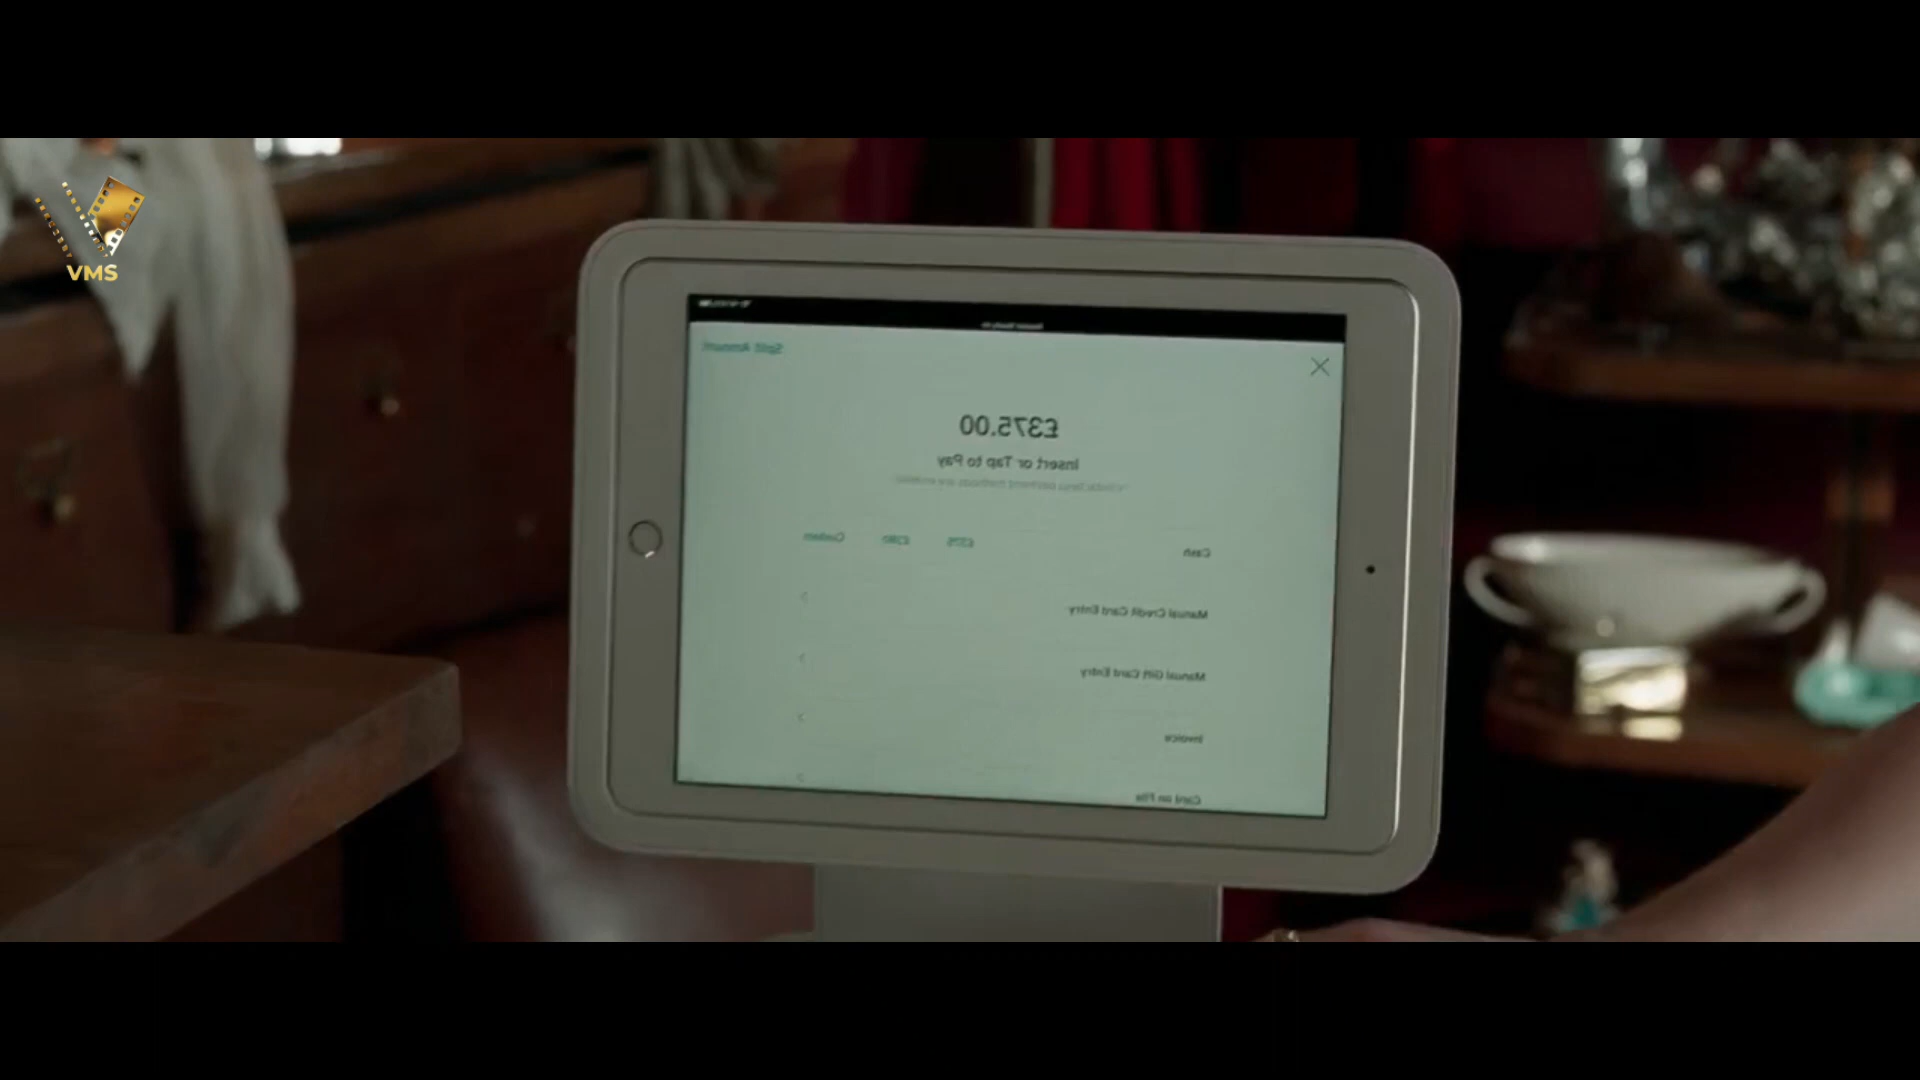 VMS
Split Amount
£375.00
Insert or Tap to Pay
Cash
£375 £380 Custom
Manual Credit Card Entry
Manual Gift Card Entry
Invoice
Card on File